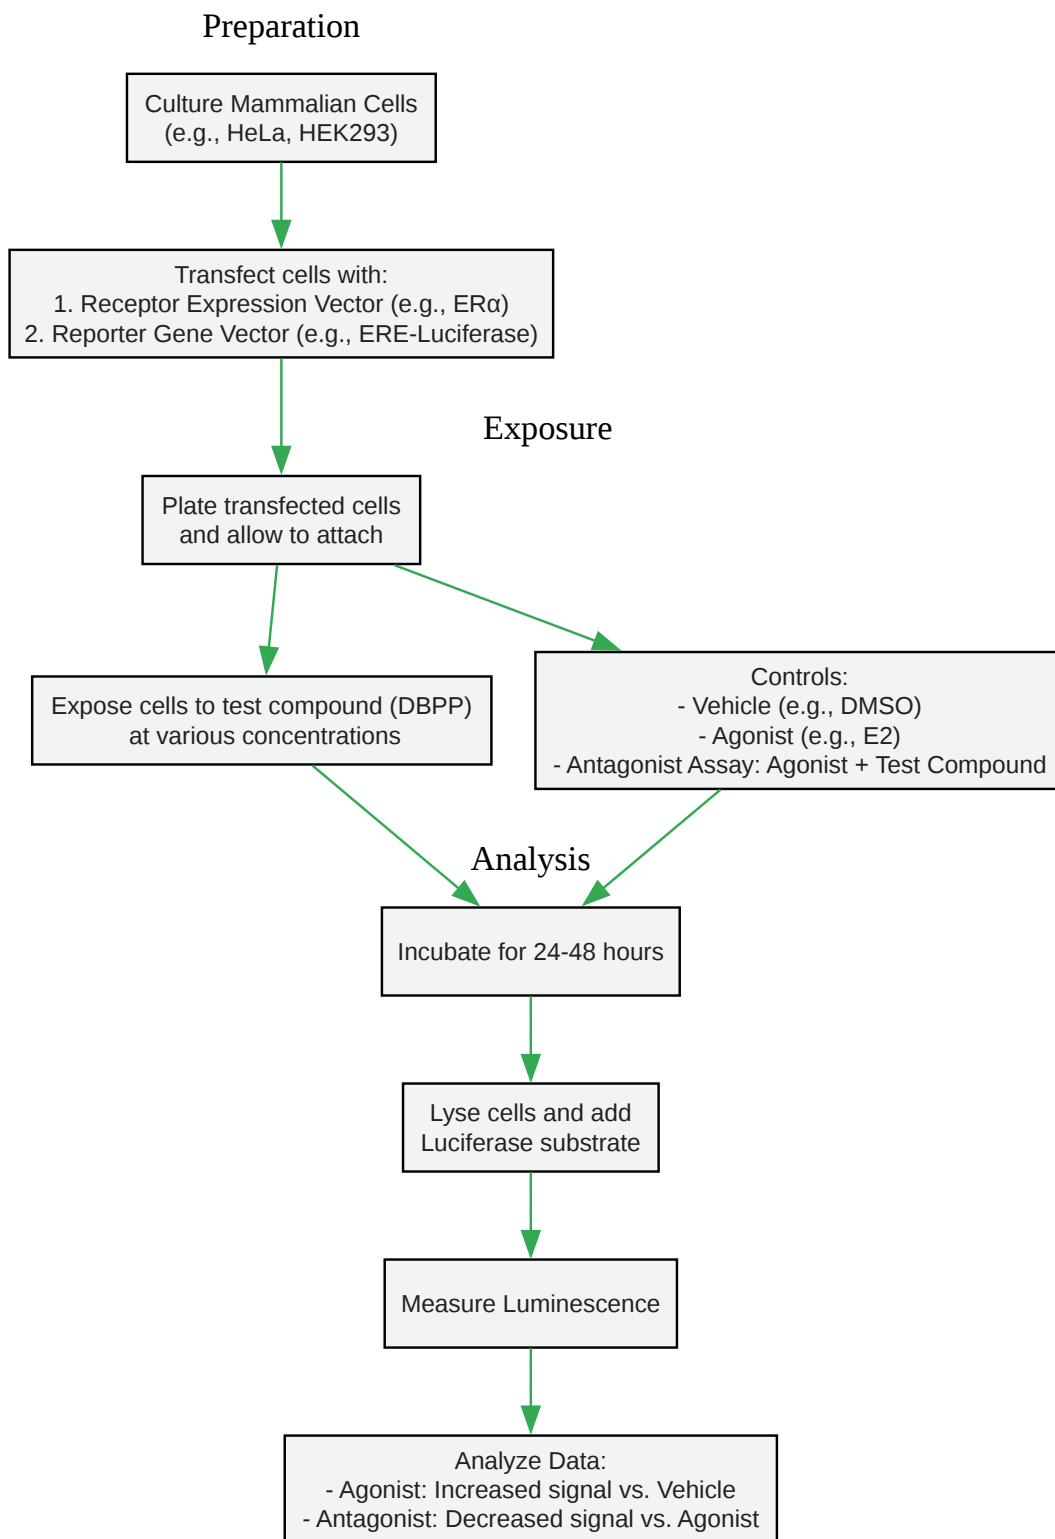 Preparation
Culture Mammalian Cells
(e.g., HeLa, HEK293)
Transfect cells with:
1. Receptor Expression Vector (e.g., ERα)
2. Reporter Gene Vector (e.g., ERE-Luciferase)
Exposure
Plate transfected cells
and allow to attach
Expose cells to test compound (DBPP)
at various concentrations
Controls:
- Vehicle (e.g., DMSO)
- Agonist (e.g., E2)
- Antagonist Assay: Agonist + Test Compound
Analysis
Incubate for 24-48 hours
Lyse cells and add
Luciferase substrate
Measure Luminescence
Analyze Data:
- Agonist: Increased signal vs. Vehicle
- Antagonist: Decreased signal vs. Agonist